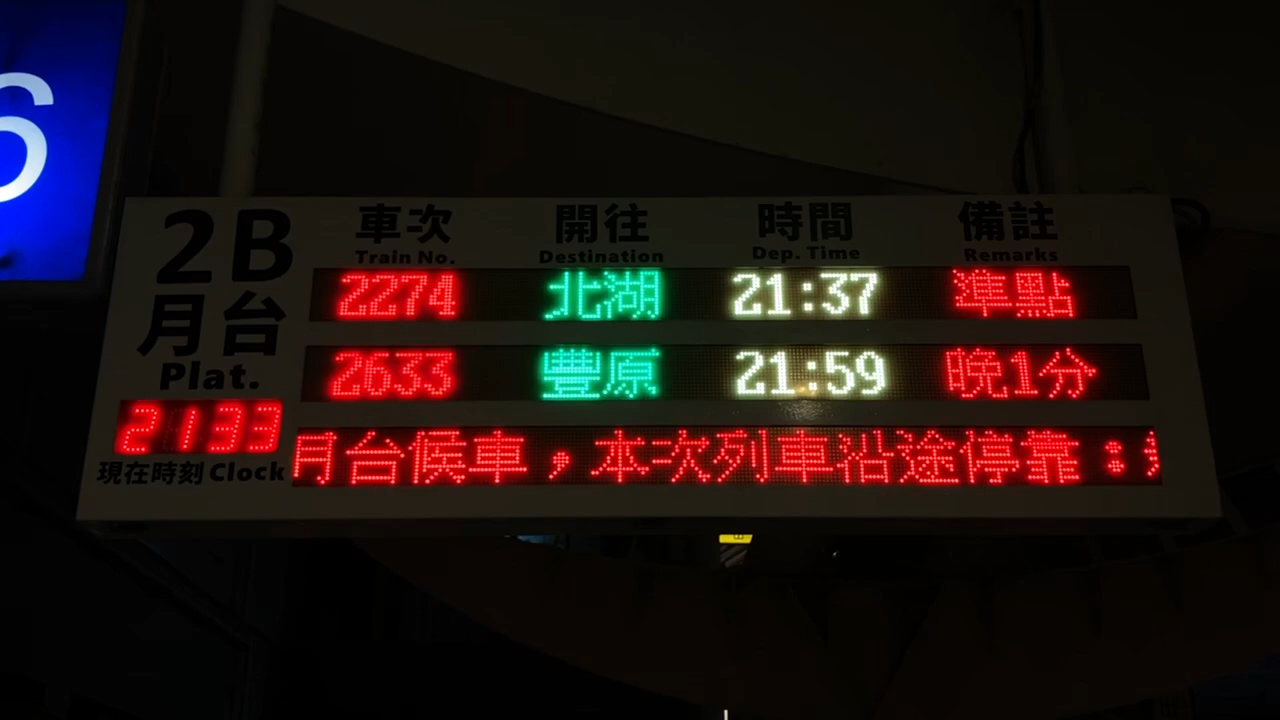 6
2B
月台
Plat.
車次 開往 時間 備註
Train No. Destination Dep. Time Remarks
2274 北湖 21:37 準點
2633 豐原 21:59 晚1分
2133
現在時刻 Clock
月台候車，本次列車沿途停靠：